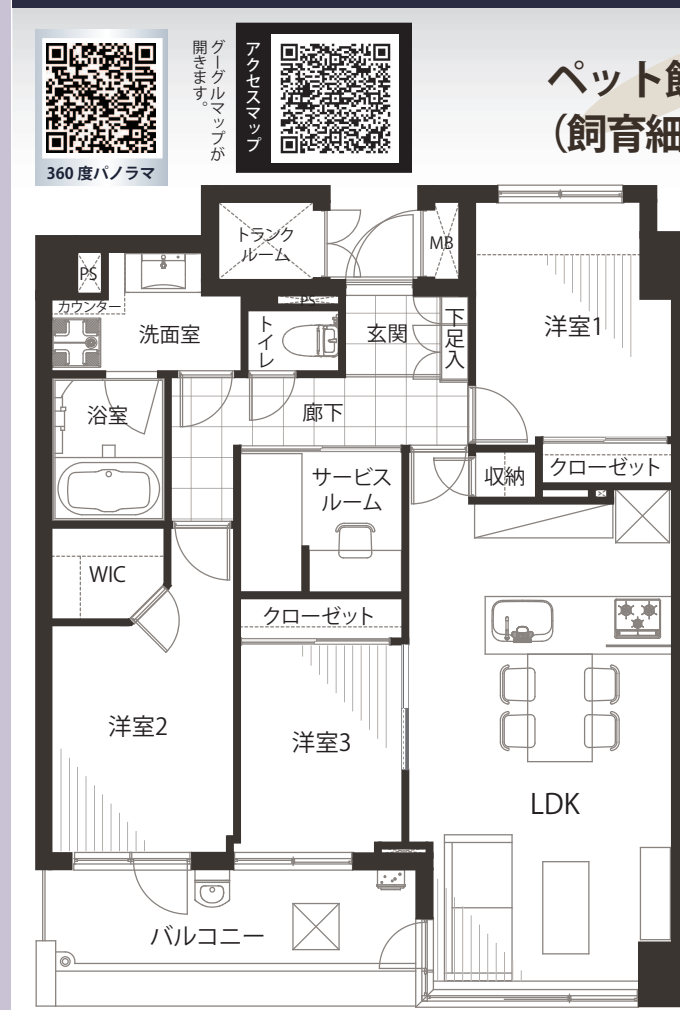 360度パノラマ
グーグルマップが
開きます。
アクセスマップ
ペット飼
（飼育細
トランク
ルーム
MB
PS
カウンター
洗面室
PS
トイレ
玄関
下足入
洋室1
浴室
廊下
サービス
ルーム
収納
クローゼット
WIC
クローゼット
洋室2
洋室3
LDK
バルコニー